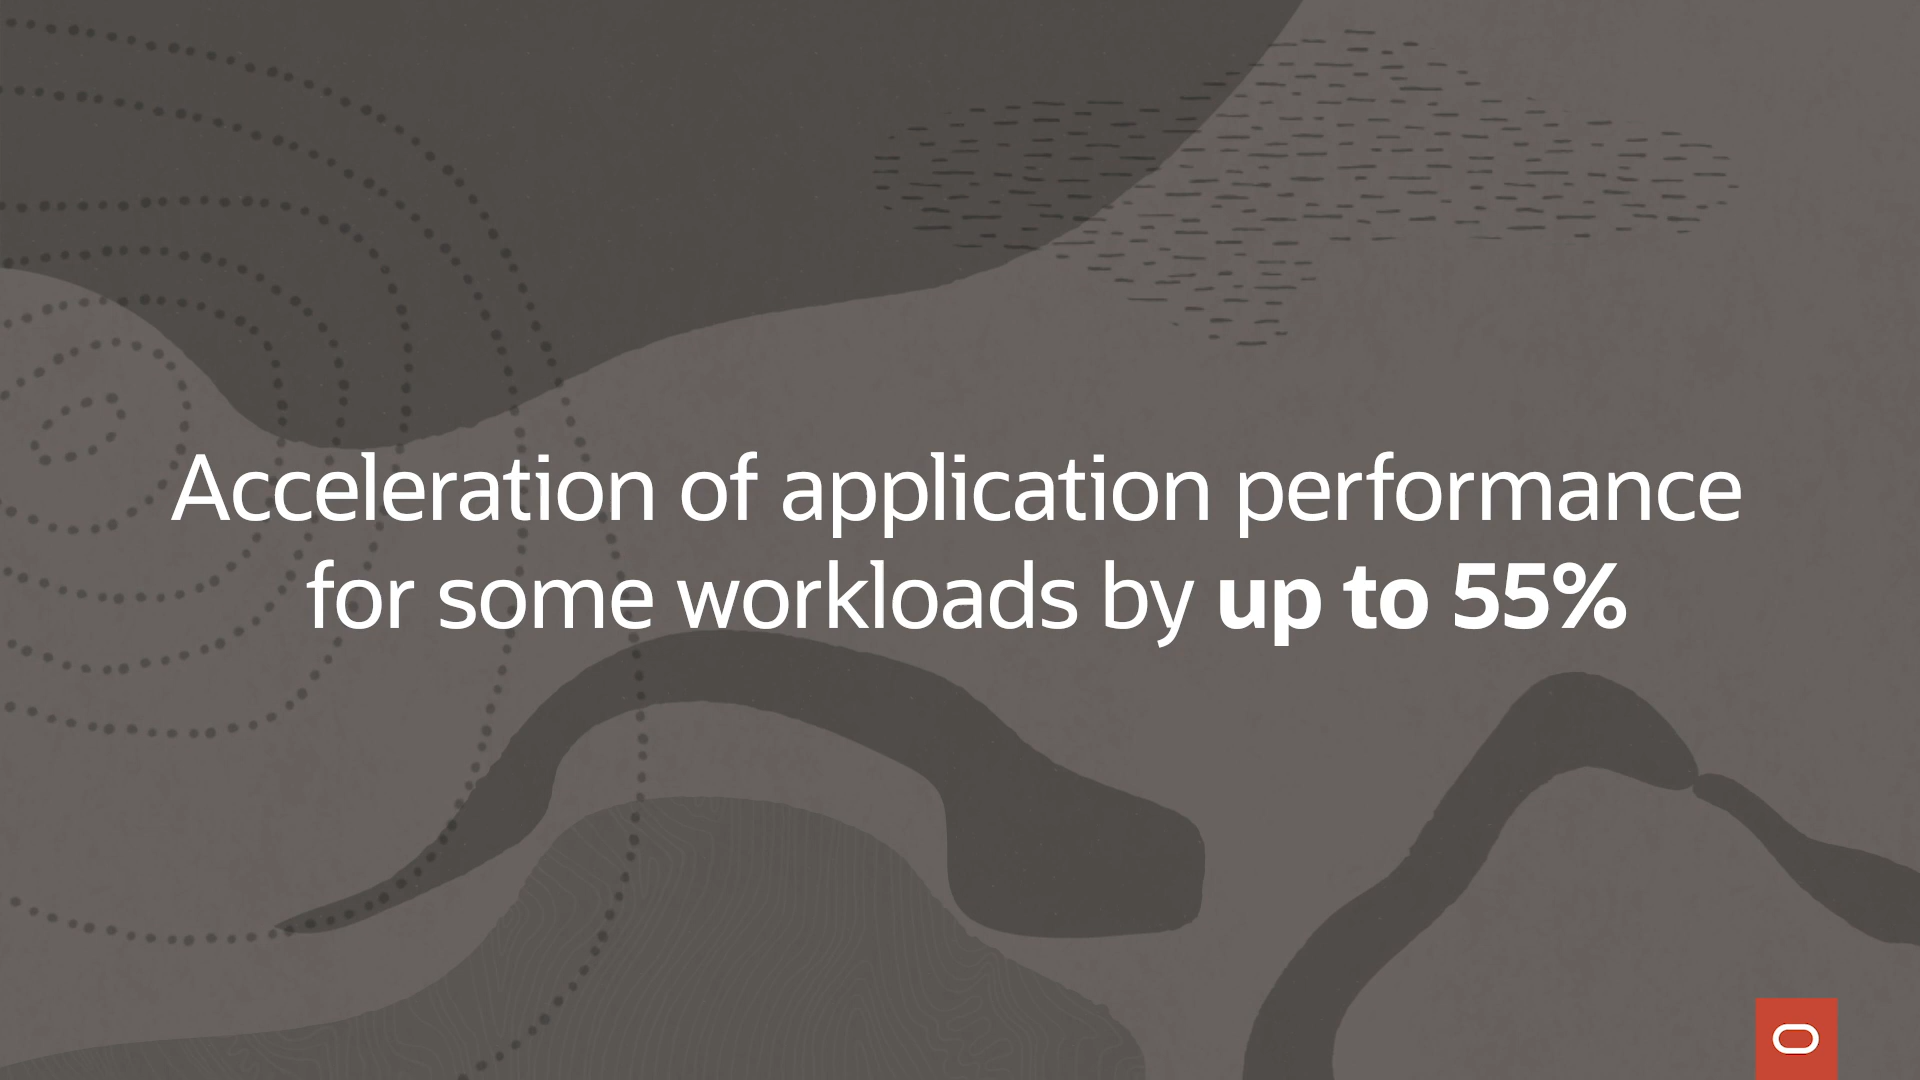 Acceleration of application performance
for some workloads by up to 55%